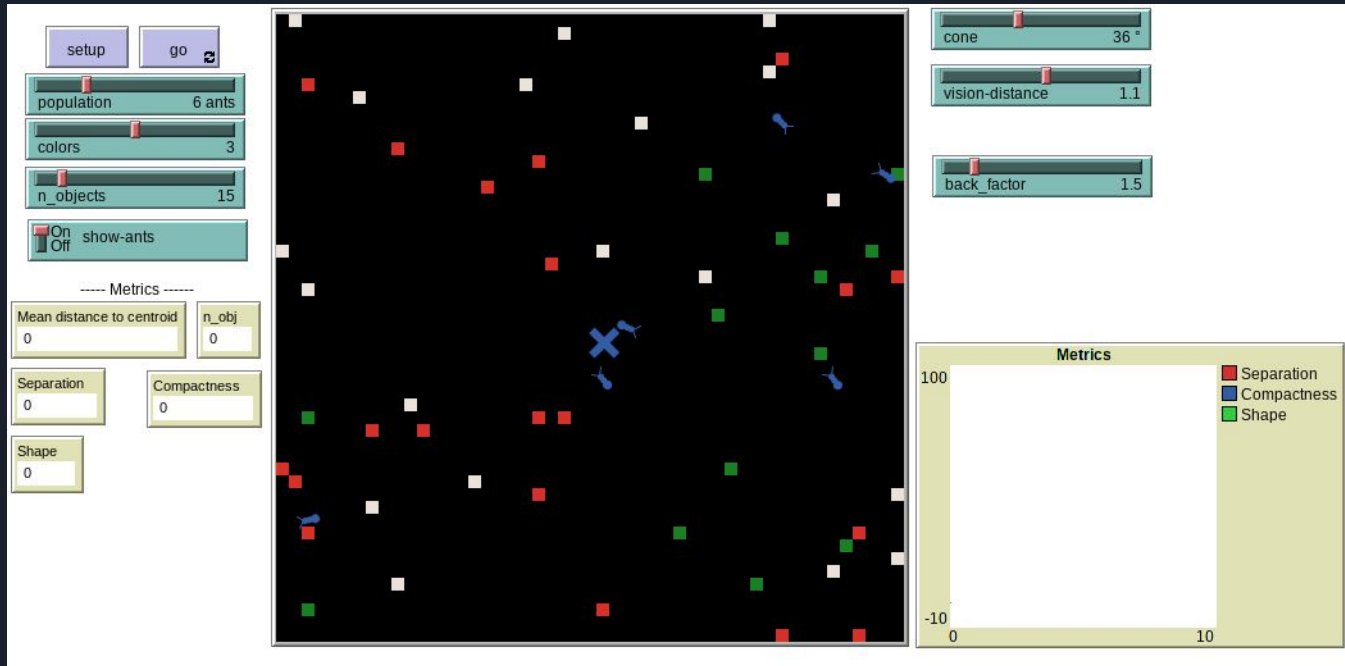 setup
go
population 6 ants
colors 3
n_objects 15
On
Off
show-ants
----- Metrics ------
Mean distance to centroid
0
n_obj
0
Separation
0
Compactness
0
Shape
0
cone 36 °
vision-distance 1.1
back_factor 1.5
Metrics
100
-10
0 10
Separation
Compactness
Shape